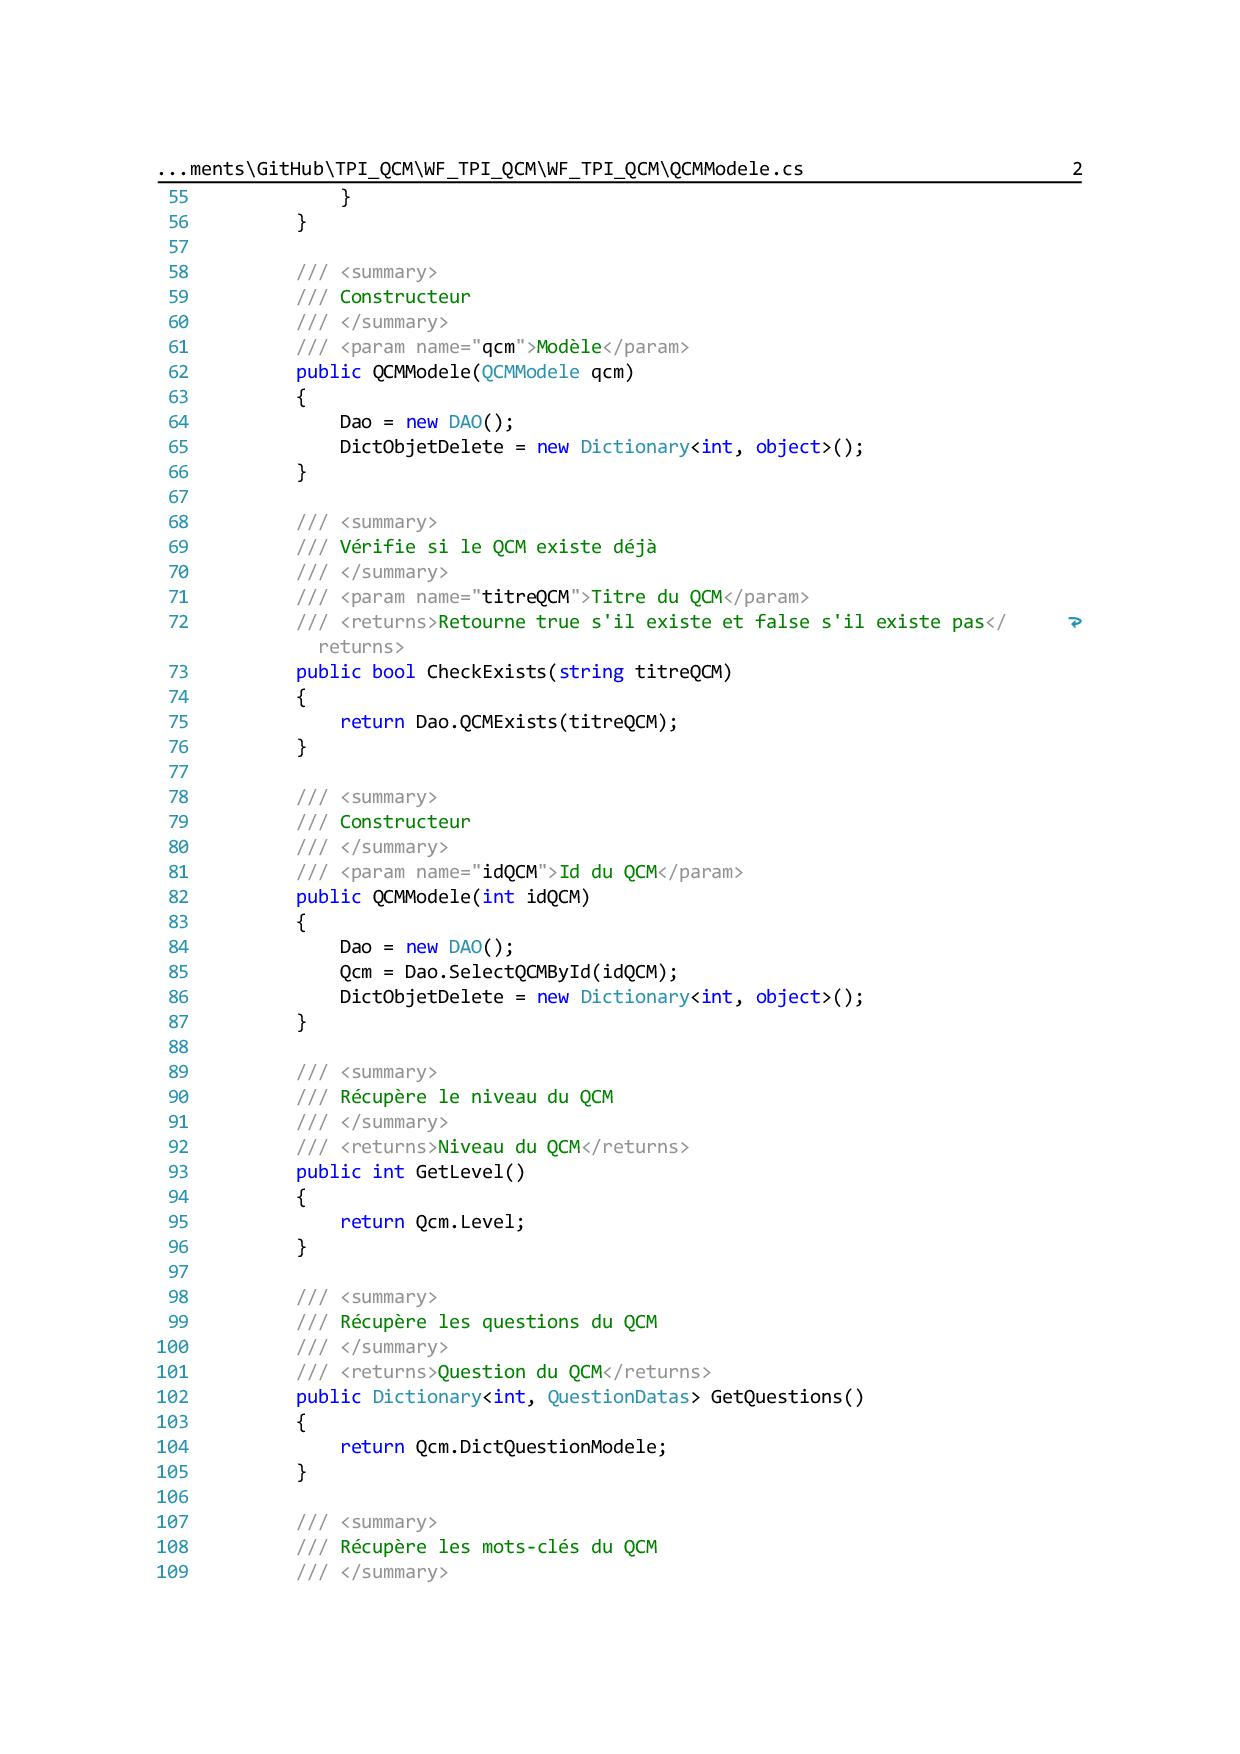 ...ments\GitHub\TPI_QCM\WF_TPI_QCM\WF_TPI_QCM\QCMModele.cs 2
55 }
56 }
57
58 /// <summary>
59 /// Constructeur
60 /// </summary>
61 /// <param name="qcm">Modèle</param>
62 public QCMModele(QCMModele qcm)
63 {
64 Dao = new DAO();
65 DictObjetDelete = new Dictionary<int, object>();
66 }
67
68 /// <summary>
69 /// Vérifie si le QCM existe déjà
70 /// </summary>
71 /// <param name="titreQCM">Titre du QCM</param>
72 /// <returns>Retourne true s'il existe et false s'il existe pas</
returns>
73 public bool CheckExists(string titreQCM)
74 {
75 return Dao.QCMExists(titreQCM);
76 }
77
78 /// <summary>
79 /// Constructeur
80 /// </summary>
81 /// <param name="idQCM">Id du QCM</param>
82 public QCMModele(int idQCM)
83 {
84 Dao = new DAO();
85 Qcm = Dao.SelectQCMById(idQCM);
86 DictObjetDelete = new Dictionary<int, object>();
87 }
88
89 /// <summary>
90 /// Récupère le niveau du QCM
91 /// </summary>
92 /// <returns>Niveau du QCM</returns>
93 public int GetLevel()
94 {
95 return Qcm.Level;
96 }
97
98 /// <summary>
99 /// Récupère les questions du QCM
100 /// </summary>
101 /// <returns>Question du QCM</returns>
102 public Dictionary<int, QuestionDatas> GetQuestions()
103 {
104 return Qcm.DictQuestionModele;
105 }
106
107 /// <summary>
108 /// Récupère les mots-clés du QCM
109 /// </summary>